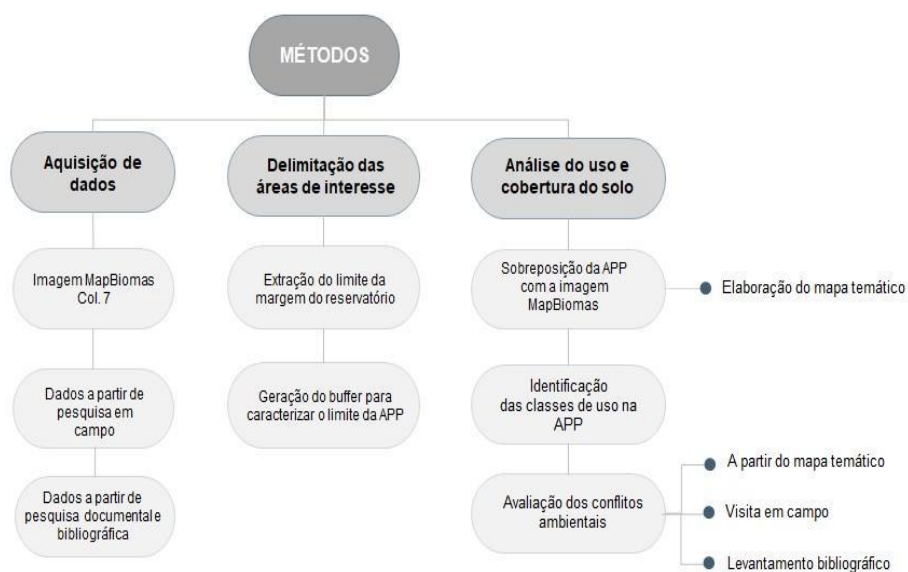 MÉTODOS
Aquisição de
dados
Imagem MapBiomas
Col. 7
Dados a partir de
pesquisa em
campo
Dados a partir de
pesquisa documental e
bibliográfica
Delimitação das
áreas de interesse
Extração do limite da
margem do reservatório
Geração do buffer para
caracterizar o limite da APP
Análise do uso e
cobertura do solo
Sobreposição da APP
com a imagem
MapBiomas
Elaboração do mapa temático
Identificação
das classes de uso na
APP
Avaliação dos conflitos
ambientais
A partir do mapa temático
Visita em campo
Levantamento bibliográfico